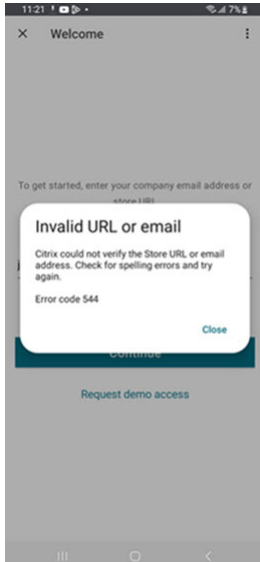 11:21
7%
Welcome
To get started, enter your company email address or
store URL
Invalid URL or email
Citrix could not verify the Store URL or email
address. Check for spelling errors and try
again.
Error code 544
Close
Continue
Request demo access